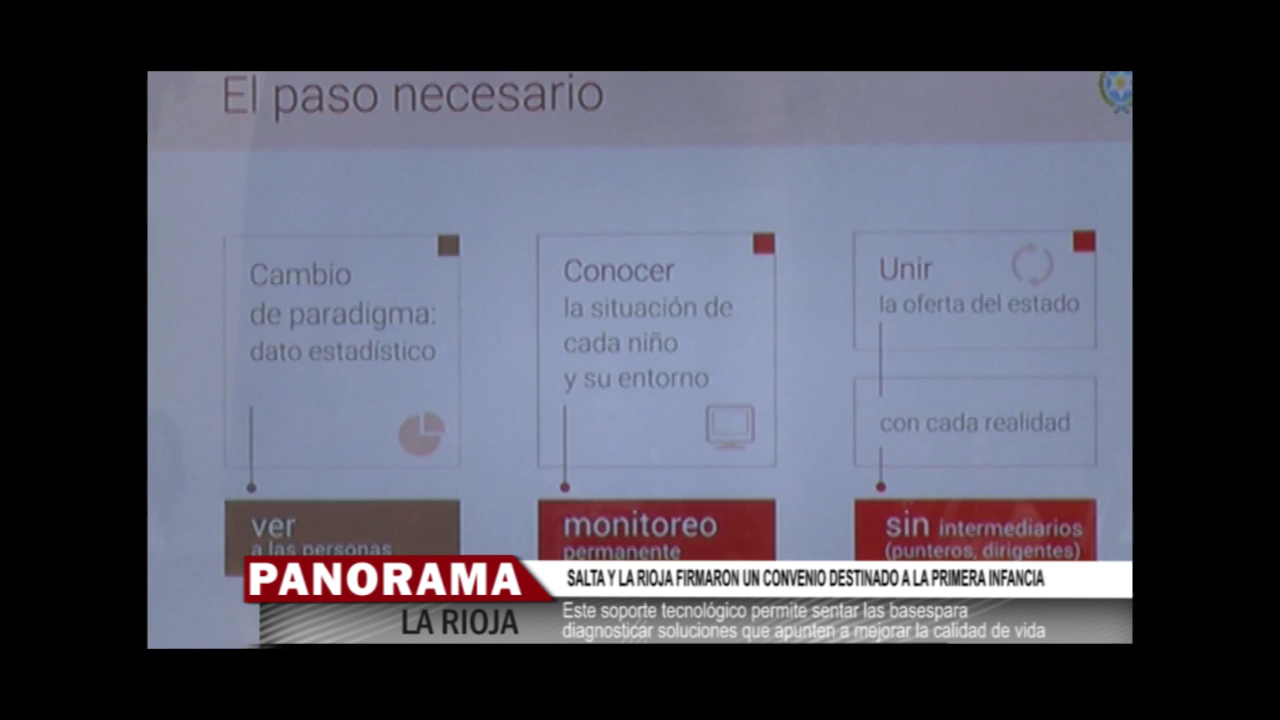 El paso necesario
Cambio
de paradigma:
dato estadístico
ver
a las personas
Conocer
la situación de
cada niño
y su entorno
monitoreo
permanente
Unir
la oferta del estado
con cada realidad
sin intermediarios
(punteros, dirigentes)
PANORAMA
LA RIOJA
SALTA Y LA RIOJA FIRMARON UN CONVENIO DESTINADO A LA PRIMERA INFANCIA
Este soporte tecnológico permite sentar las basespara
diagnosticar soluciones que apunten a mejorar la calidad de vida